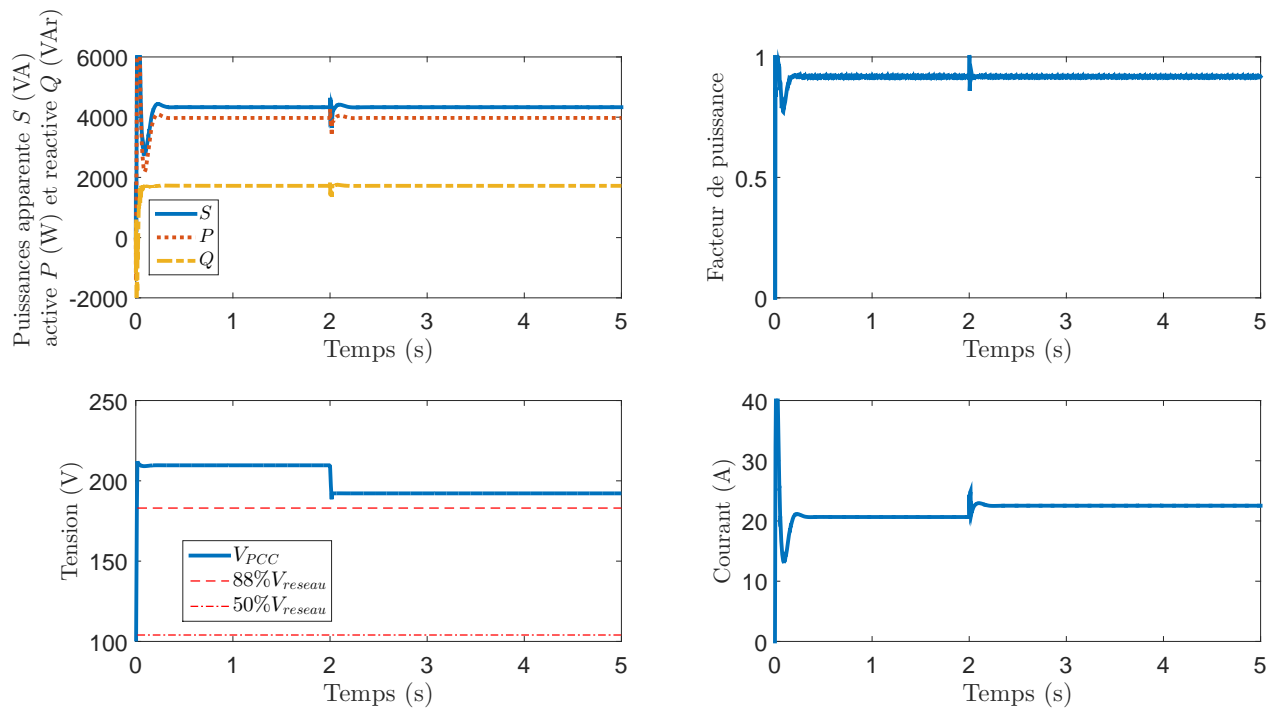 Puissances apparente S (VA)
active P (W) et reactive Q (VAr)
6000
4000
2000
0
-2000
S
P
Q
0 1 2 3 4 5
Temps (s)
Facteur de puissance
1
0.5
0
0 1 2 3 4 5
Temps (s)
Tension (V)
250
200
150
100
V_PCC
88%V_reseau
50%V_reseau
0 1 2 3 4 5
Temps (s)
Courant (A)
40
30
20
10
0
0 1 2 3 4 5
Temps (s)